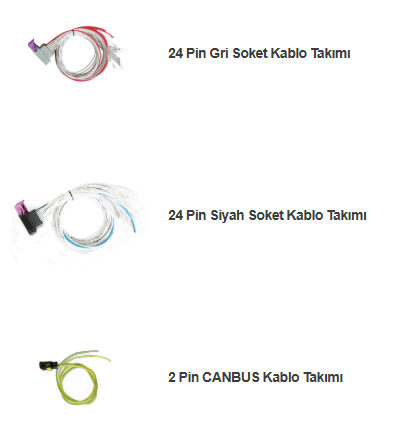 24 Pin Gri Soket Kablo Takımı
24 Pin Siyah Soket Kablo Takımı
2 Pin CANBUS Kablo Takımı